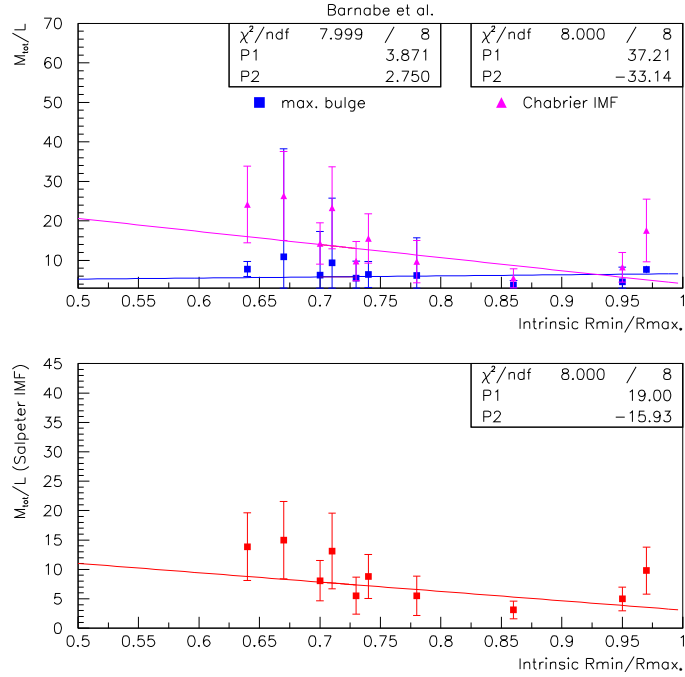 Barnabe et al.
χ²/ndf 7.999 / 8
P1 3.871
P2 2.750
χ²/ndf 8.000 / 8
P1 37.21
P2 −33.14
max. bulge
Chabrier IMF
M_tot/L
70
60
50
40
30
20
10
0.5 0.55 0.6 0.65 0.7 0.75 0.8 0.85 0.9 0.95 1
Intrinsic Rmin/Rmax.
χ²/ndf 8.000 / 8
P1 19.00
P2 −15.93
M_tot/L (Salpeter IMF)
45
40
35
30
25
20
15
10
5
0
0.5 0.55 0.6 0.65 0.7 0.75 0.8 0.85 0.9 0.95 1
Intrinsic Rmin/Rmax.